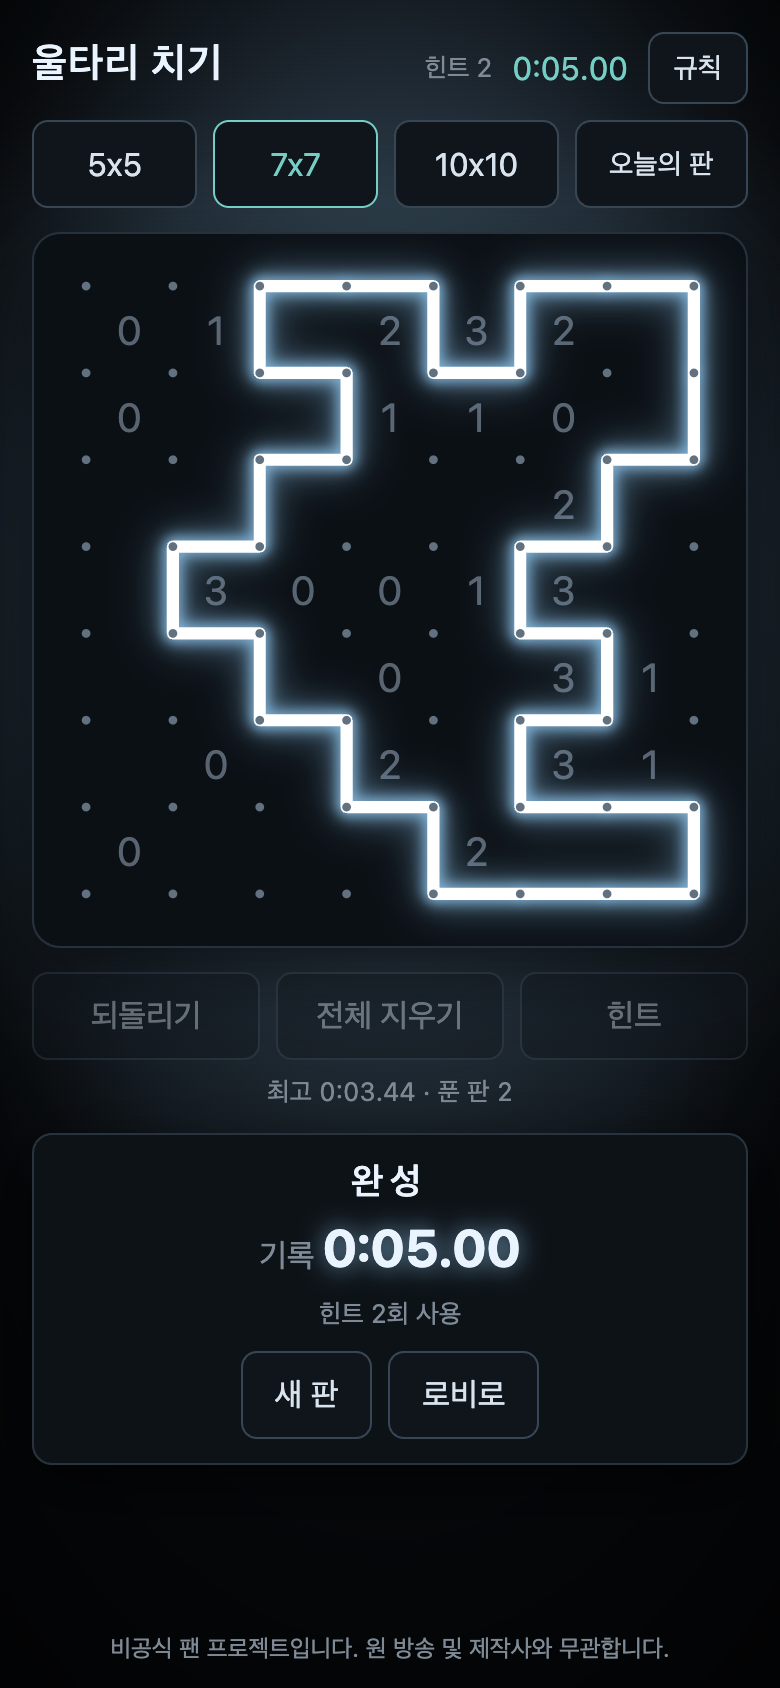 울타리 치기
힌트 2 0:05.00 규칙
5x5 7x7 10x10 오늘의 판
0 1 2 3 2
0 1 1 0
2
3 0 0 1 3
0 3 1
0 2 3 1
0 2
되돌리기 전체 지우기 힌트
최고 0:03.44 · 푼 판 2
완성
기록 0:05.00
힌트 2회 사용
새 판 로비로
비공식 팬 프로젝트입니다. 원 방송 및 제작사와 무관합니다.